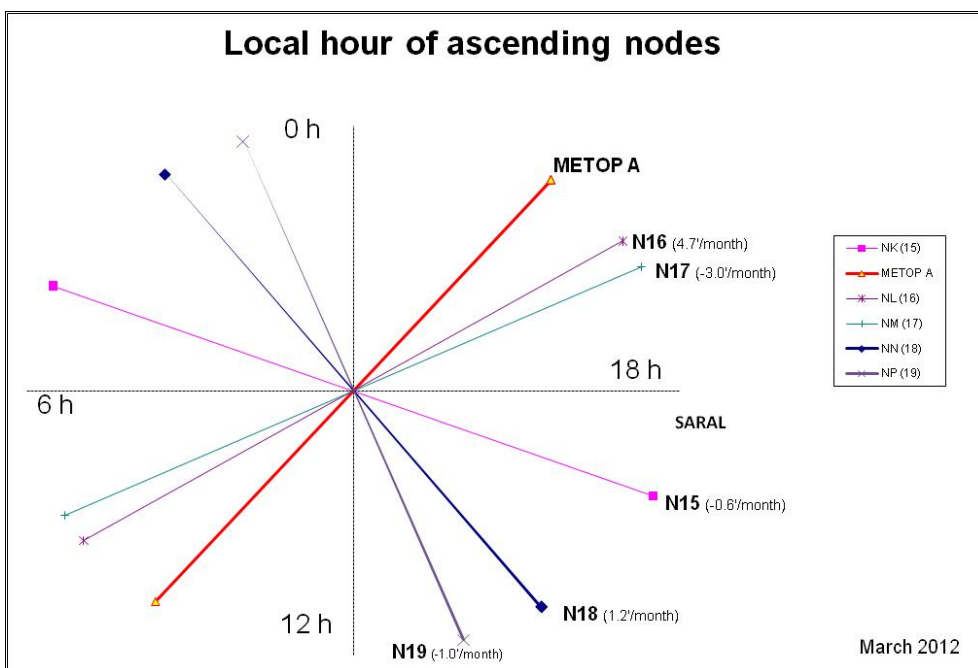 Local hour of ascending nodes
0 h
METOP A
N16 (4.7'/month)
N17 (-3.0'/month)
NK (15)
METOP A
NL (16)
NM (17)
NN (18)
NP (19)
18 h
6 h
SARAL
N15 (-0.6'/month)
N18 (1.2'/month)
12 h
N19 (-1.0'/month)
March 2012